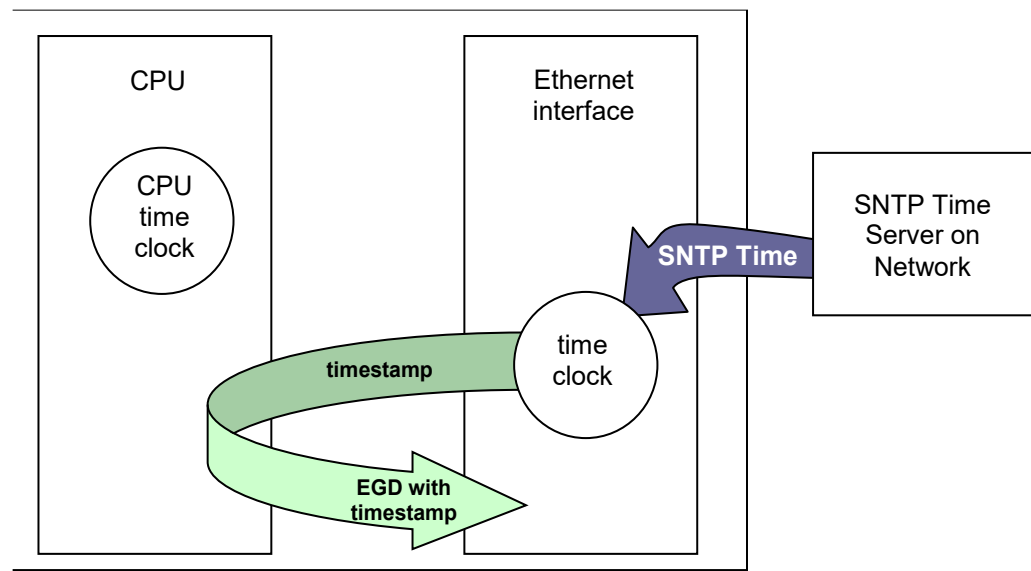 CPU
CPU
time
clock
Ethernet
interface
SNTP Time
SNTP Time
Server on
Network
time
clock
timestamp
EGD with
timestamp